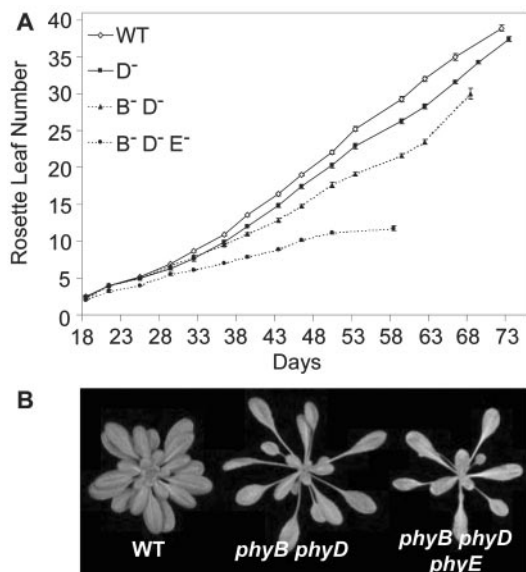 A
WT
D⁻
B⁻ D⁻
B⁻ D⁻ E⁻
Rosette Leaf Number
40
35
30
25
20
15
10
5
0
18 23 28 33 38 43 48 53 58 63 68 73
Days
B
WT
phyB phyD
phyB phyD
phyE